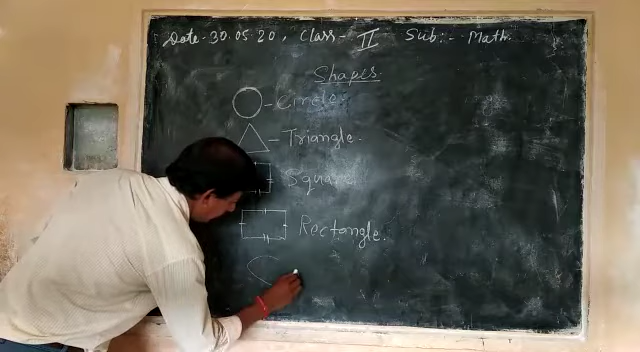 Date-30.05.20, Class- II Sub:- Math.
Shapes
-Circle
- Triangle-
Square
Rectangle.